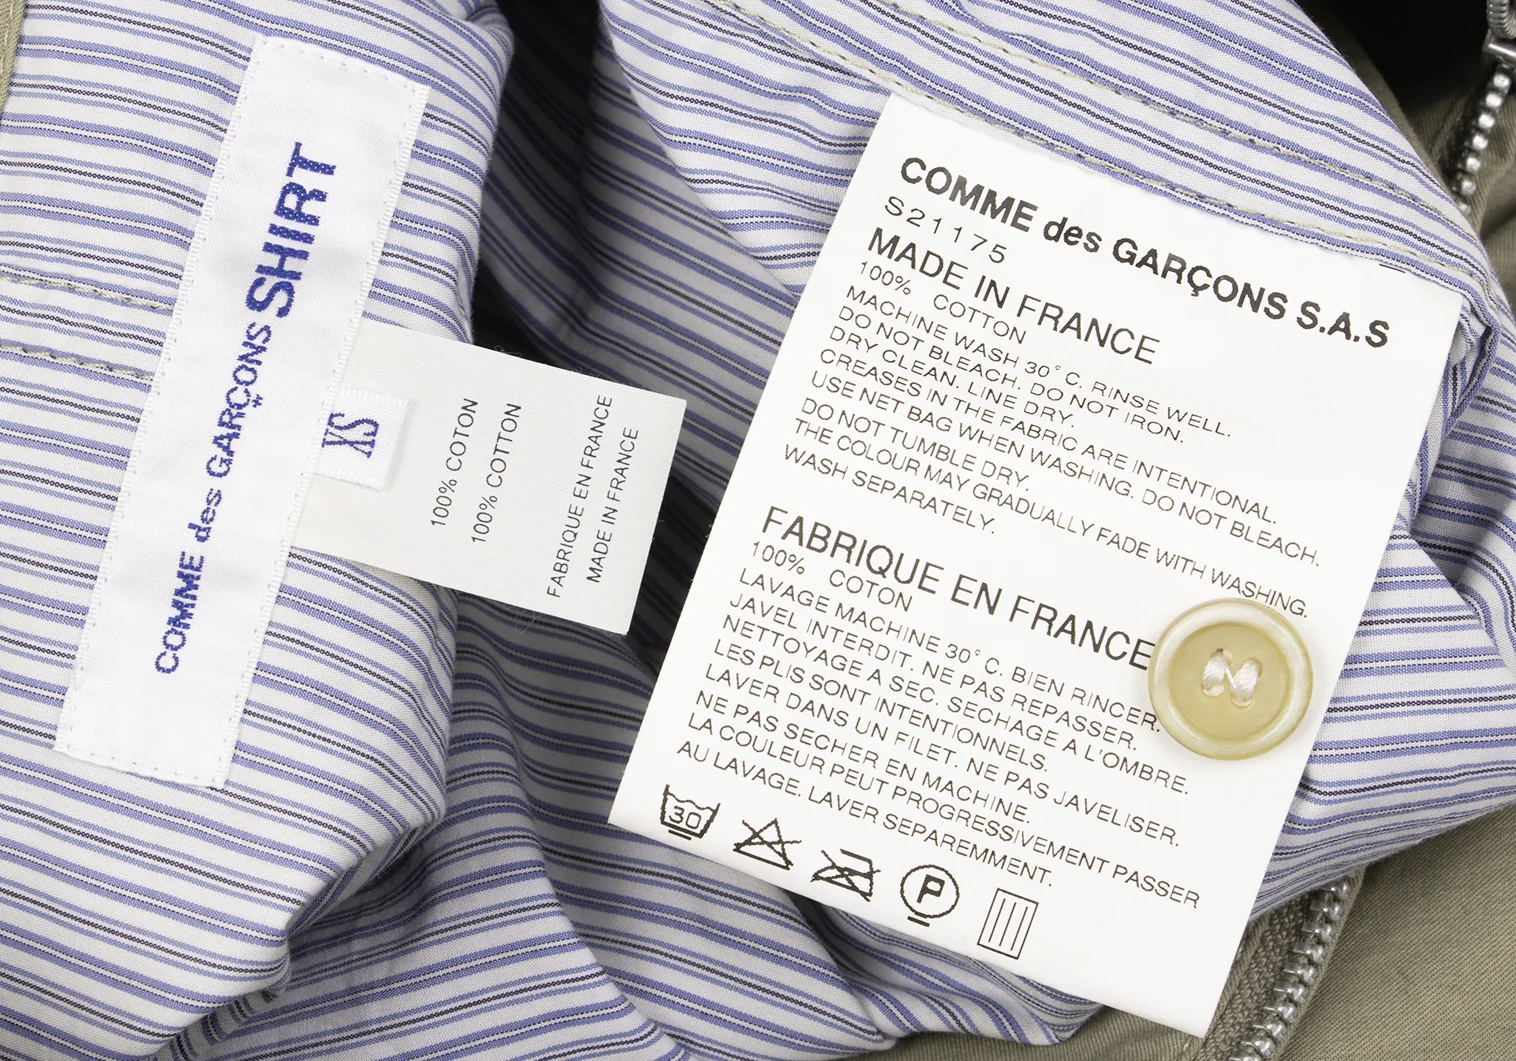 COMME des GARÇONS SHIRT
XS
100% COTON
100% COTTON
FABRIQUE EN FRANCE
MADE IN FRANCE
COMME des GARÇONS S.A.S
S21175
MADE IN FRANCE
100% COTTON
MACHINE WASH 30°C. RINSE WELL.
DO NOT BLEACH. DO NOT IRON.
DRY CLEAN. LINE DRY.
CREASES IN THE FABRIC ARE INTENTIONAL.
USE NET BAG WHEN WASHING. DO NOT BLEACH.
DO NOT TUMBLE DRY.
THE COLOUR MAY GRADUALLY FADE WITH WASHING.
WASH SEPARATELY.
FABRIQUE EN FRANCE
100% COTON
LAVAGE MACHINE 30°C. BIEN RINCER.
JAVEL INTERDIT. NE PAS REPASSER.
NETTOYAGE A SEC. SECHAGE A L'OMBRE.
LES PLIS SONT INTENTIONNELS.
LAVER DANS UN FILET. NE PAS JAVELISER.
NE PAS SECHER EN MACHINE.
LA COULEUR PEUT PROGRESSIVEMENT PASSER
AU LAVAGE. LAVER SEPAREMMENT.
30
P